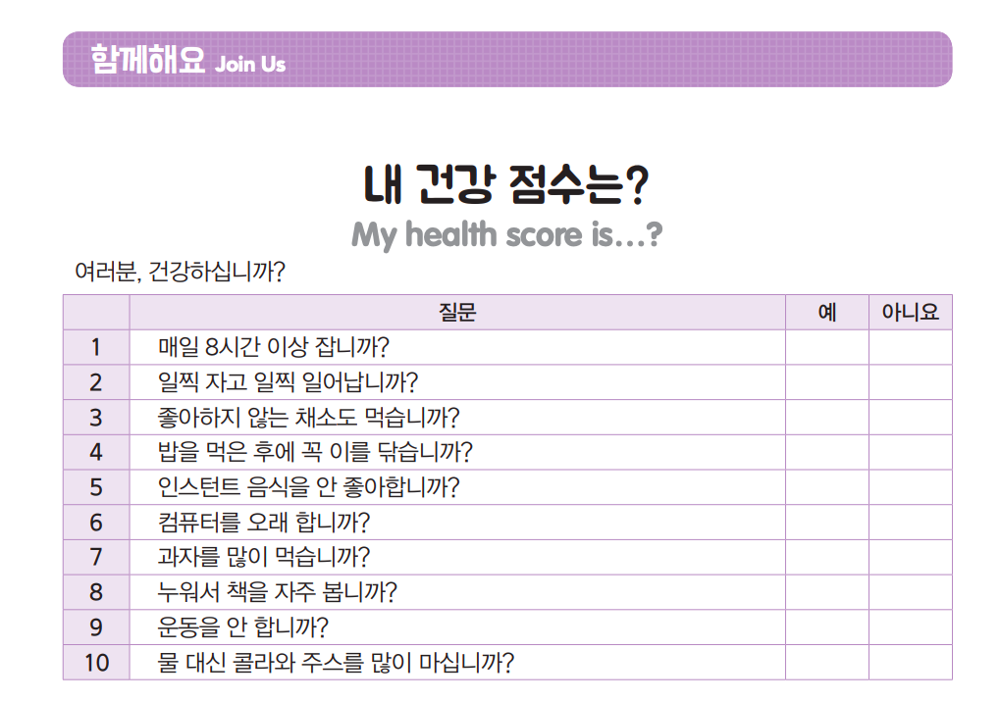 함께해요 Join Us
내 건강 점수는?
My health score is...?
여러분, 건강하십니까?
질문 예 아니요
1 매일 8시간 이상 잡니까?
2 일찍 자고 일찍 일어납니까?
3 좋아하지 않는 채소도 먹습니까?
4 밥을 먹은 후에 꼭 이를 닦습니까?
5 인스턴트 음식을 안 좋아합니까?
6 컴퓨터를 오래 합니까?
7 과자를 많이 먹습니까?
8 누워서 책을 자주 봅니까?
9 운동을 안 합니까?
10 물 대신 콜라와 주스를 많이 마십니까?